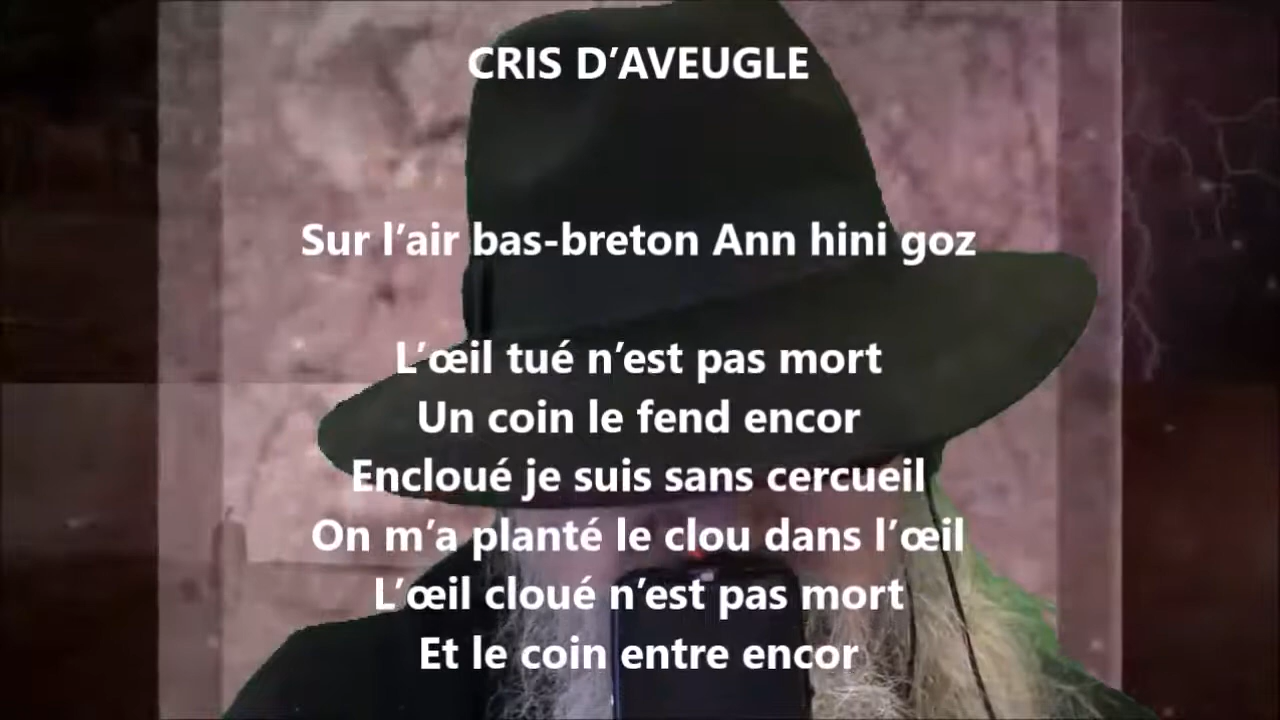 CRIS D’AVEUGLE
Sur l’air bas-breton Ann hini goz
L’œil tué n’est pas mort
Un coin le fend encor
Encloué je suis sans cercueil
On m’a planté le clou dans l’œil
L’œil cloué n’est pas mort
Et le coin entre encor